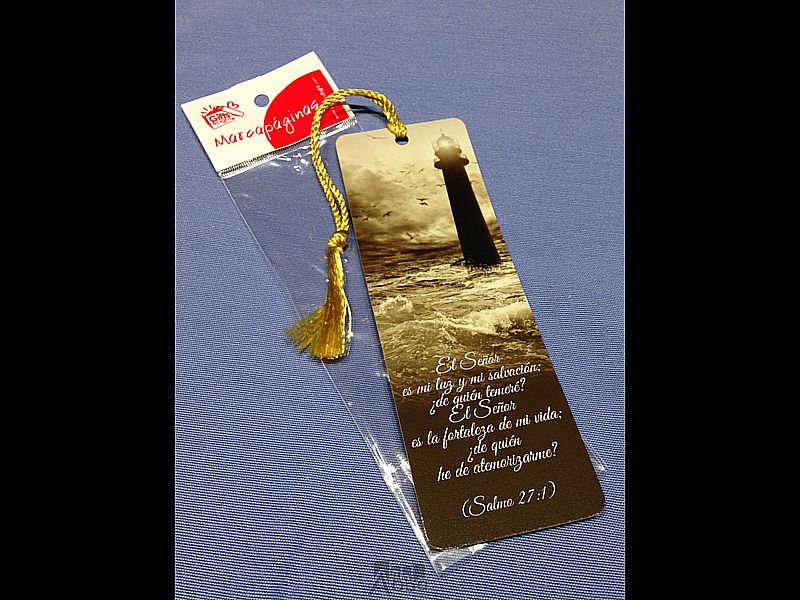 Gifts
Marcapáginas
El Señor
es mi luz y mi salvación;
¿de quién temeré?
El Señor
es la fortaleza de mi vida;
¿de quién
he de atemorizarme?
(Salmo 27:1)